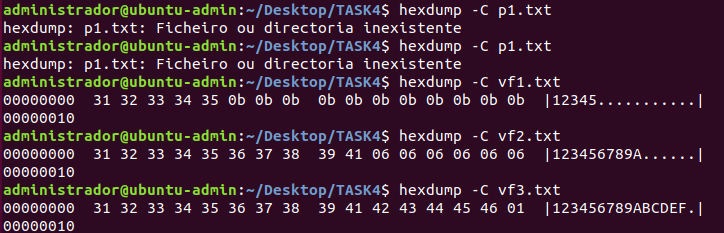 administrador@ubuntu-admin:~/Desktop/TASK4$ hexdump -C p1.txt
hexdump: p1.txt: Ficheiro ou directoria inexistente
administrador@ubuntu-admin:~/Desktop/TASK4$ hexdump -C p1.txt
hexdump: p1.txt: Ficheiro ou directoria inexistente
administrador@ubuntu-admin:~/Desktop/TASK4$ hexdump -C vf1.txt
00000000  31 32 33 34 35 0b 0b 0b  0b 0b 0b 0b 0b 0b 0b 0b  |12345...........|
00000010
administrador@ubuntu-admin:~/Desktop/TASK4$ hexdump -C vf2.txt
00000000  31 32 33 34 35 36 37 38  39 41 06 06 06 06 06 06  |123456789A......|
00000010
administrador@ubuntu-admin:~/Desktop/TASK4$ hexdump -C vf3.txt
00000000  31 32 33 34 35 36 37 38  39 41 42 43 44 45 46 01  |123456789ABCDEF.|
00000010